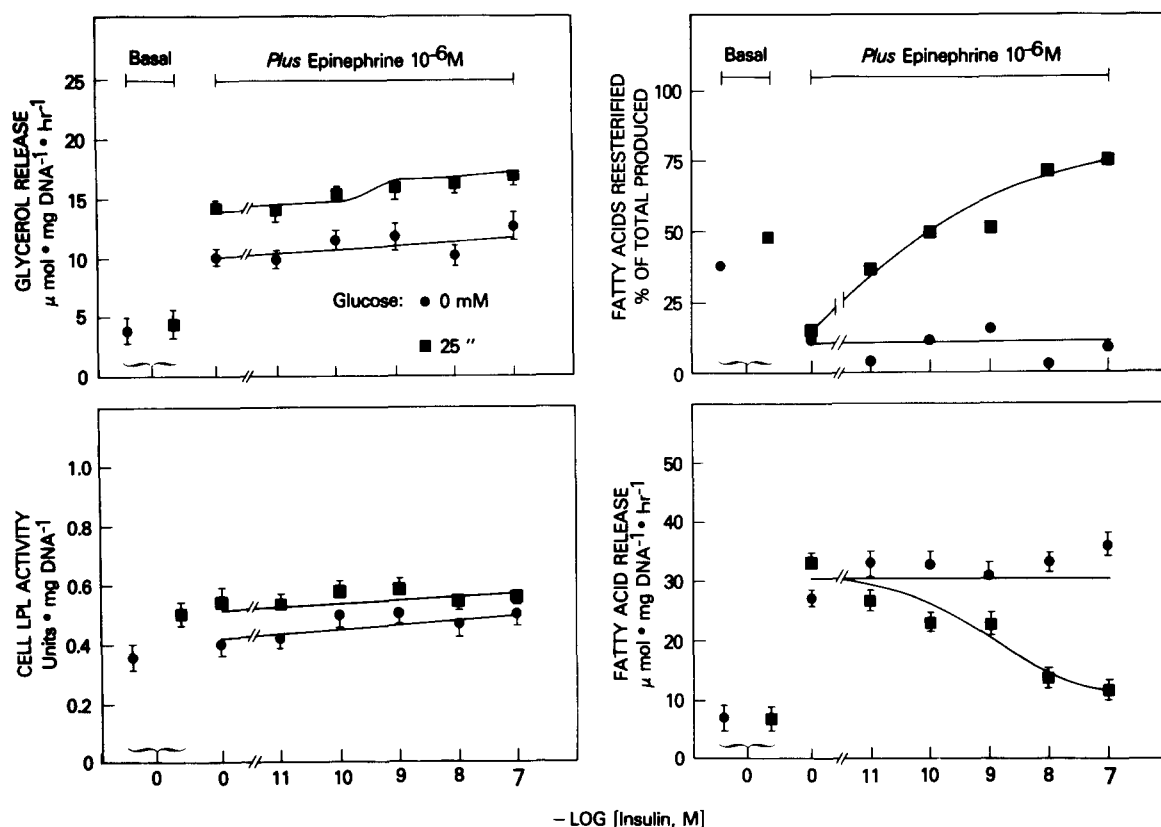 Basal
Plus Epinephrine 10⁻⁶M
25
20
15
10
5
0
GLYCEROL RELEASE
μ mol • mg DNA⁻¹ • hr⁻¹
Glucose: ● 0 mM
■ 25 "
Basal
Plus Epinephrine 10⁻⁶M
100
75
50
25
0
FATTY ACIDS REESTERIFIED
% OF TOTAL PRODUCED
1.0
0.8
0.6
0.4
0.2
0
CELL LPL ACTIVITY
Units • mg DNA⁻¹
0 0 11 10 9 8 7
50
40
30
20
10
0
FATTY ACID RELEASE
μ mol • mg DNA⁻¹ • hr⁻¹
0 0 11 10 9 8 7
– LOG [Insulin, M]